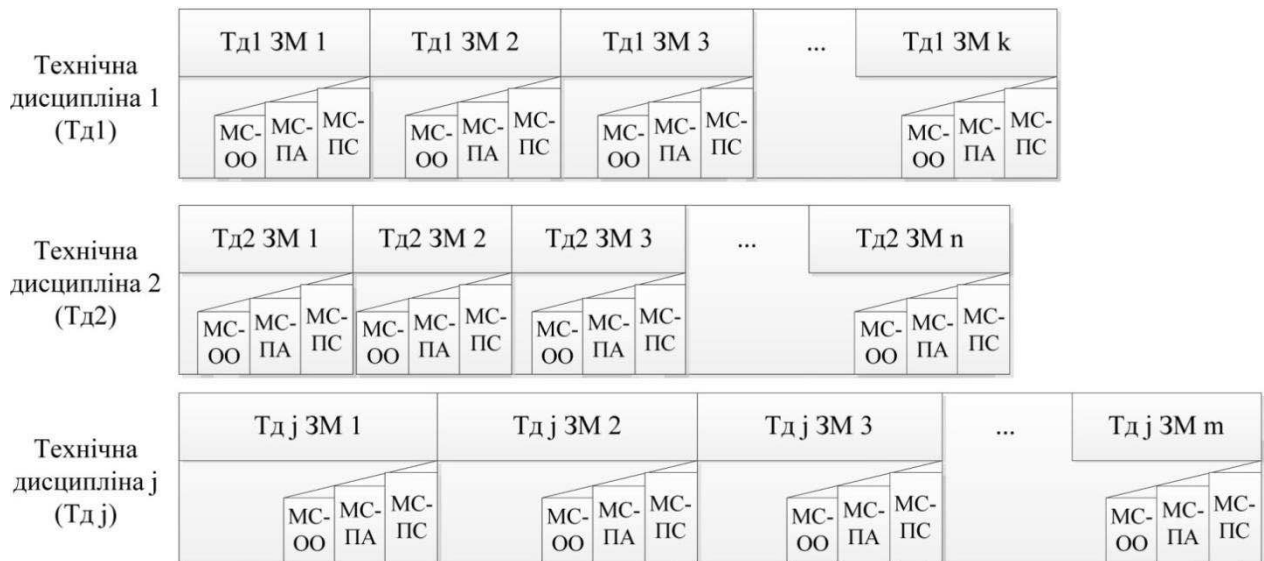 Тд1 ЗМ 1 Тд1 ЗМ 2 Тд1 ЗМ 3 ... Тд1 ЗМ k
Технічна
дисципліна 1
(Тд1)
МС-ОО МС-ПА МС-ПС МС-ОО МС-ПА МС-ПС МС-ОО МС-ПА МС-ПС МС-ОО МС-ПА МС-ПС
Тд2 ЗМ 1 Тд2 ЗМ 2 Тд2 ЗМ 3 ... Тд2 ЗМ n
Технічна
дисципліна 2
(Тд2)
МС-ОО МС-ПА МС-ПС МС-ОО МС-ПА МС-ПС МС-ОО МС-ПА МС-ПС МС-ОО МС-ПА МС-ПС
Тд j ЗМ 1 Тд j ЗМ 2 Тд j ЗМ 3 ... Тд j ЗМ m
Технічна
дисципліна j
(Тд j)
МС-ОО МС-ПА МС-ПС МС-ОО МС-ПА МС-ПС МС-ОО МС-ПА МС-ПС МС-ОО МС-ПА МС-ПС